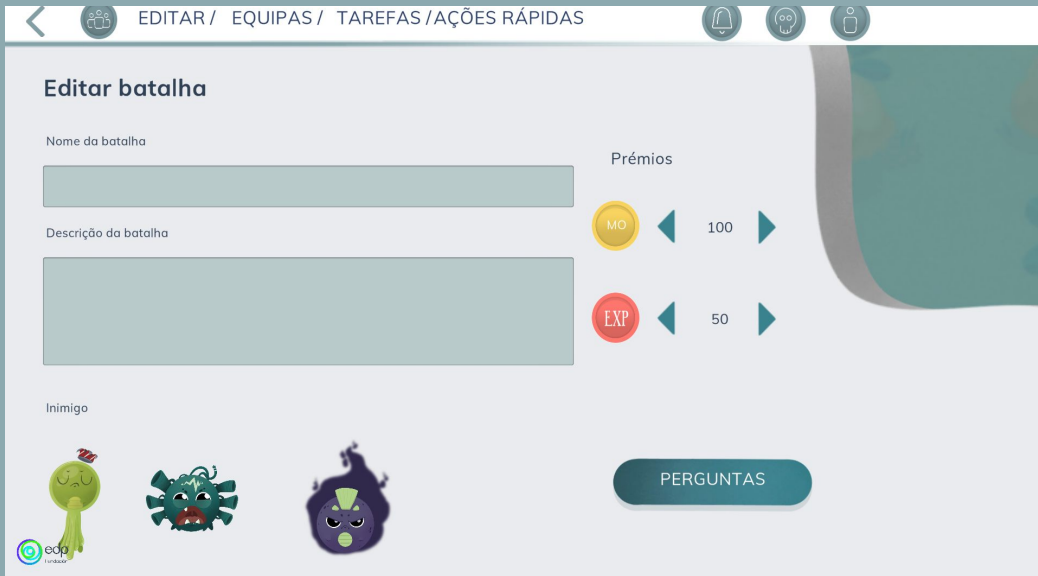 EDITAR / EQUIPAS / TAREFAS / AÇÕES RÁPIDAS
Editar batalha
Nome da batalha
Prémios
MO 100
Descrição da batalha
EXP 50
Inimigo
PERGUNTAS
edp